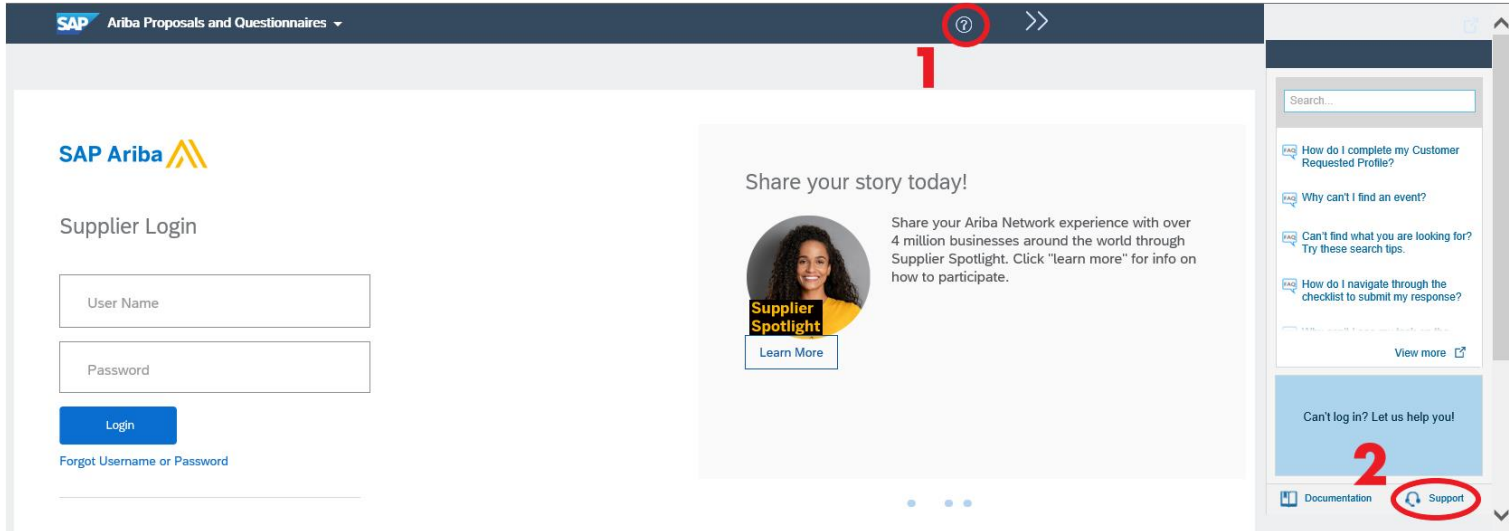 SAP Ariba Proposals and Questionnaires
1
Search...
SAP Ariba
Supplier Login
User Name
Password
Login
Forgot Username or Password
Share your story today!
Share your Ariba Network experience with over
4 million businesses around the world through
Supplier Spotlight. Click "learn more" for info on
how to participate.
Supplier
Spotlight
Learn More
FAQ How do I complete my Customer
Requested Profile?
FAQ Why can't I find an event?
FAQ Can't find what you are looking for?
Try these search tips.
FAQ How do I navigate through the
checklist to submit my response?
View more
Can't log in? Let us help you!
2
Documentation
Support